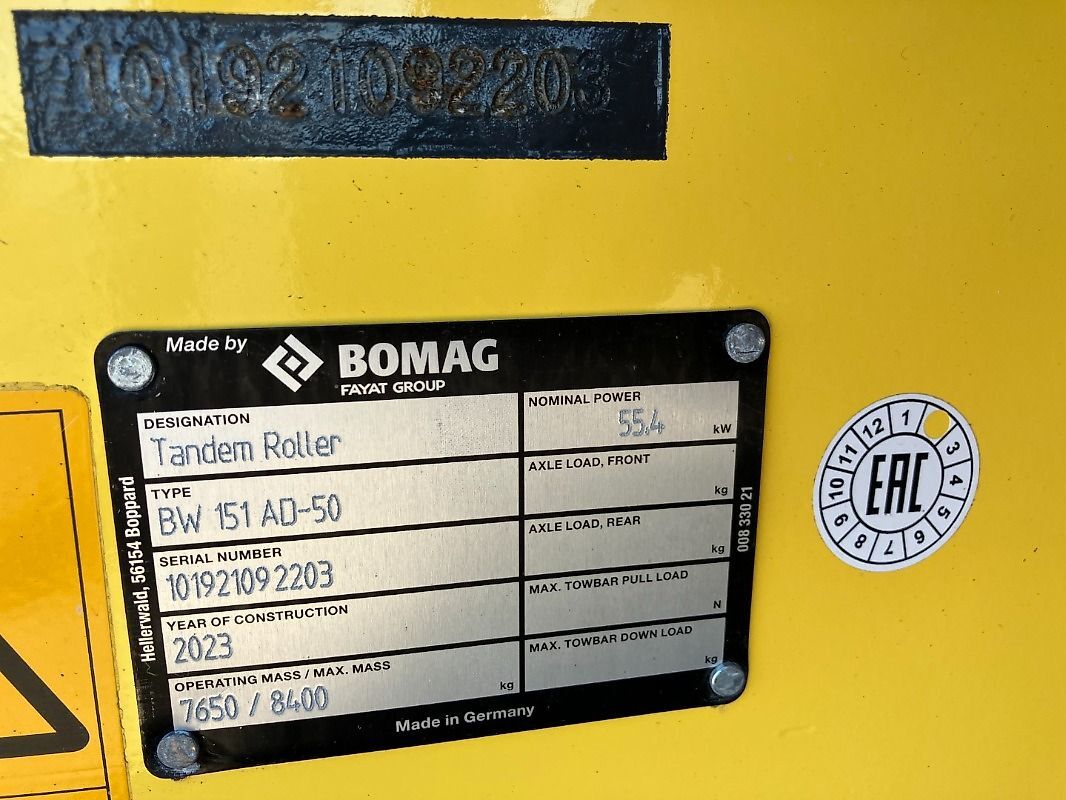 101921092203
Made by BOMAG
FAYAT GROUP
DESIGNATION
Tandem Roller
TYPE
BW 151 AD-50
SERIAL NUMBER
101921092203
YEAR OF CONSTRUCTION
2023
OPERATING MASS / MAX. MASS
7650 / 8400 kg
NOMINAL POWER
55.4 kW
AXLE LOAD, FRONT
kg
AXLE LOAD, REAR
kg
MAX. TOWBAR PULL LOAD
N
MAX. TOWBAR DOWN LOAD
kg
Made in Germany
Hellerwald, 56154 Boppard
008 330 21
1 3 4 5 6 7 8 9 10 11 12
EAC